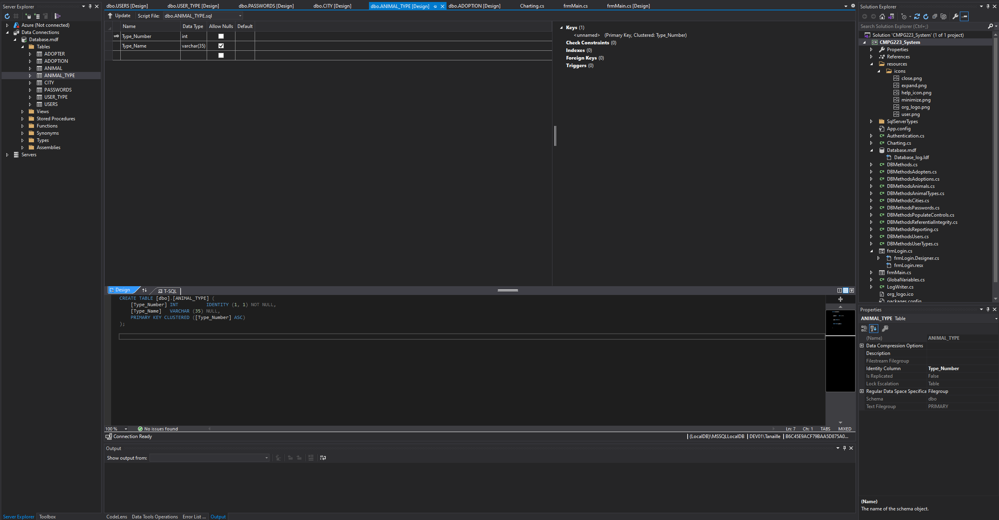 Server Explorer
Azure (Not connected)
Data Connections
Database.mdf
Tables
ADOPTER
ADOPTION
ANIMAL
ANIMAL_TYPE
CITY
PASSWORDS
USER_TYPE
USERS
Views
Stored Procedures
Functions
Synonyms
Types
Assemblies
Servers
Server Explorer Toolbox
dbo.USERS [Design] dbo.USER_TYPE [Design] dbo.PASSWORDS [Design] dbo.CITY [Design] dbo.ANIMAL_TYPE [Design] dbo.ADOPTION [Design] Charting.cs frmMain.cs frmMain.cs [Design]
Update Script File: dbo.ANIMAL_TYPE.sql
Name Data Type Allow Nulls Default
Type_Number int
Type_Name varchar(35)
Keys (1)
<unnamed> (Primary Key, Clustered: Type_Number)
Check Constraints (0)
Indexes (0)
Foreign Keys (0)
Triggers (0)
Design T-SQL
CREATE TABLE [dbo].[ANIMAL_TYPE] (
[Type_Number] INT IDENTITY (1, 1) NOT NULL,
[Type_Name] VARCHAR (35) NULL,
PRIMARY KEY CLUSTERED ([Type_Number] ASC)
);
100 % No issues found Ln: 7 Ch: 1 TABS MIXED
Connection Ready (LocalDB)\MSSQLLocalDB DEV01\Tanaille B6C45E9ACF79BAA5D875A0...
Output
Show output from:
CodeLens Data Tools Operations Error List ... Output
Solution Explorer
Search Solution Explorer (Ctrl+;)
Solution 'CMPG223_System' (1 of 1 project)
CMPG223_System
Properties
References
resources
icons
close.png
expand.png
help_icon.png
minimize.png
org_logo.png
user.png
SqlServerTypes
App.config
Authentication.cs
Charting.cs
Database.mdf
Database_log.ldf
DBMethods.cs
DBMethodsAdopters.cs
DBMethodsAdoptions.cs
DBMethodsAnimals.cs
DBMethodsAnimalTypes.cs
DBMethodsCities.cs
DBMethodsPasswords.cs
DBMethodsPopulateControls.cs
DBMethodsReferentialIntegrity.cs
DBMethodsReporting.cs
DBMethodsUsers.cs
DBMethodsUserTypes.cs
frmLogin.cs
frmLogin.Designer.cs
frmLogin.resx
frmMain.cs
GlobalVariables.cs
LogWriter.cs
org_logo.ico
packages.config
Properties
ANIMAL_TYPE Table
(Name) ANIMAL_TYPE
Data Compression Options
Description
Filestream Filegroup
Identity Column Type_Number
Is Replicated False
Lock Escalation Table
Regular Data Space Specifica Filegroup
Schema dbo
Text Filegroup PRIMARY
(Name)
The name of the schema object.